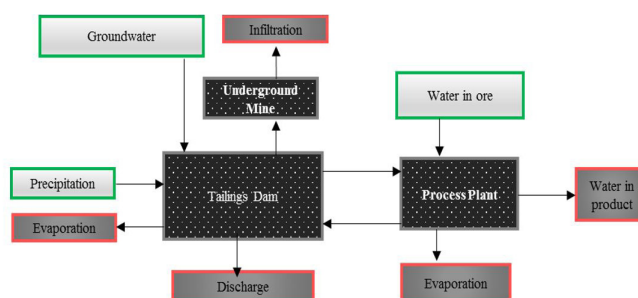 Groundwater
Infiltration
Underground
Mine
Water in ore
Precipitation
Tailings Dam
Process Plant
Water in
product
Evaporation
Discharge
Evaporation